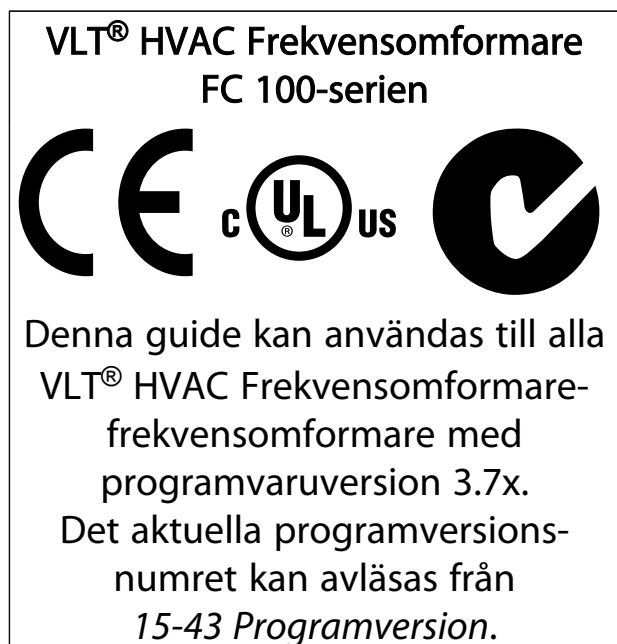 VLT® HVAC Frekvensomformare
FC 100-serien
CE c UL® US
Denna guide kan användas till alla
VLT® HVAC Frekvensomformare-
frekvensomformare med
programvaruversion 3.7x.
Det aktuella programversions-
numret kan avläsas från
15-43 Programversion.